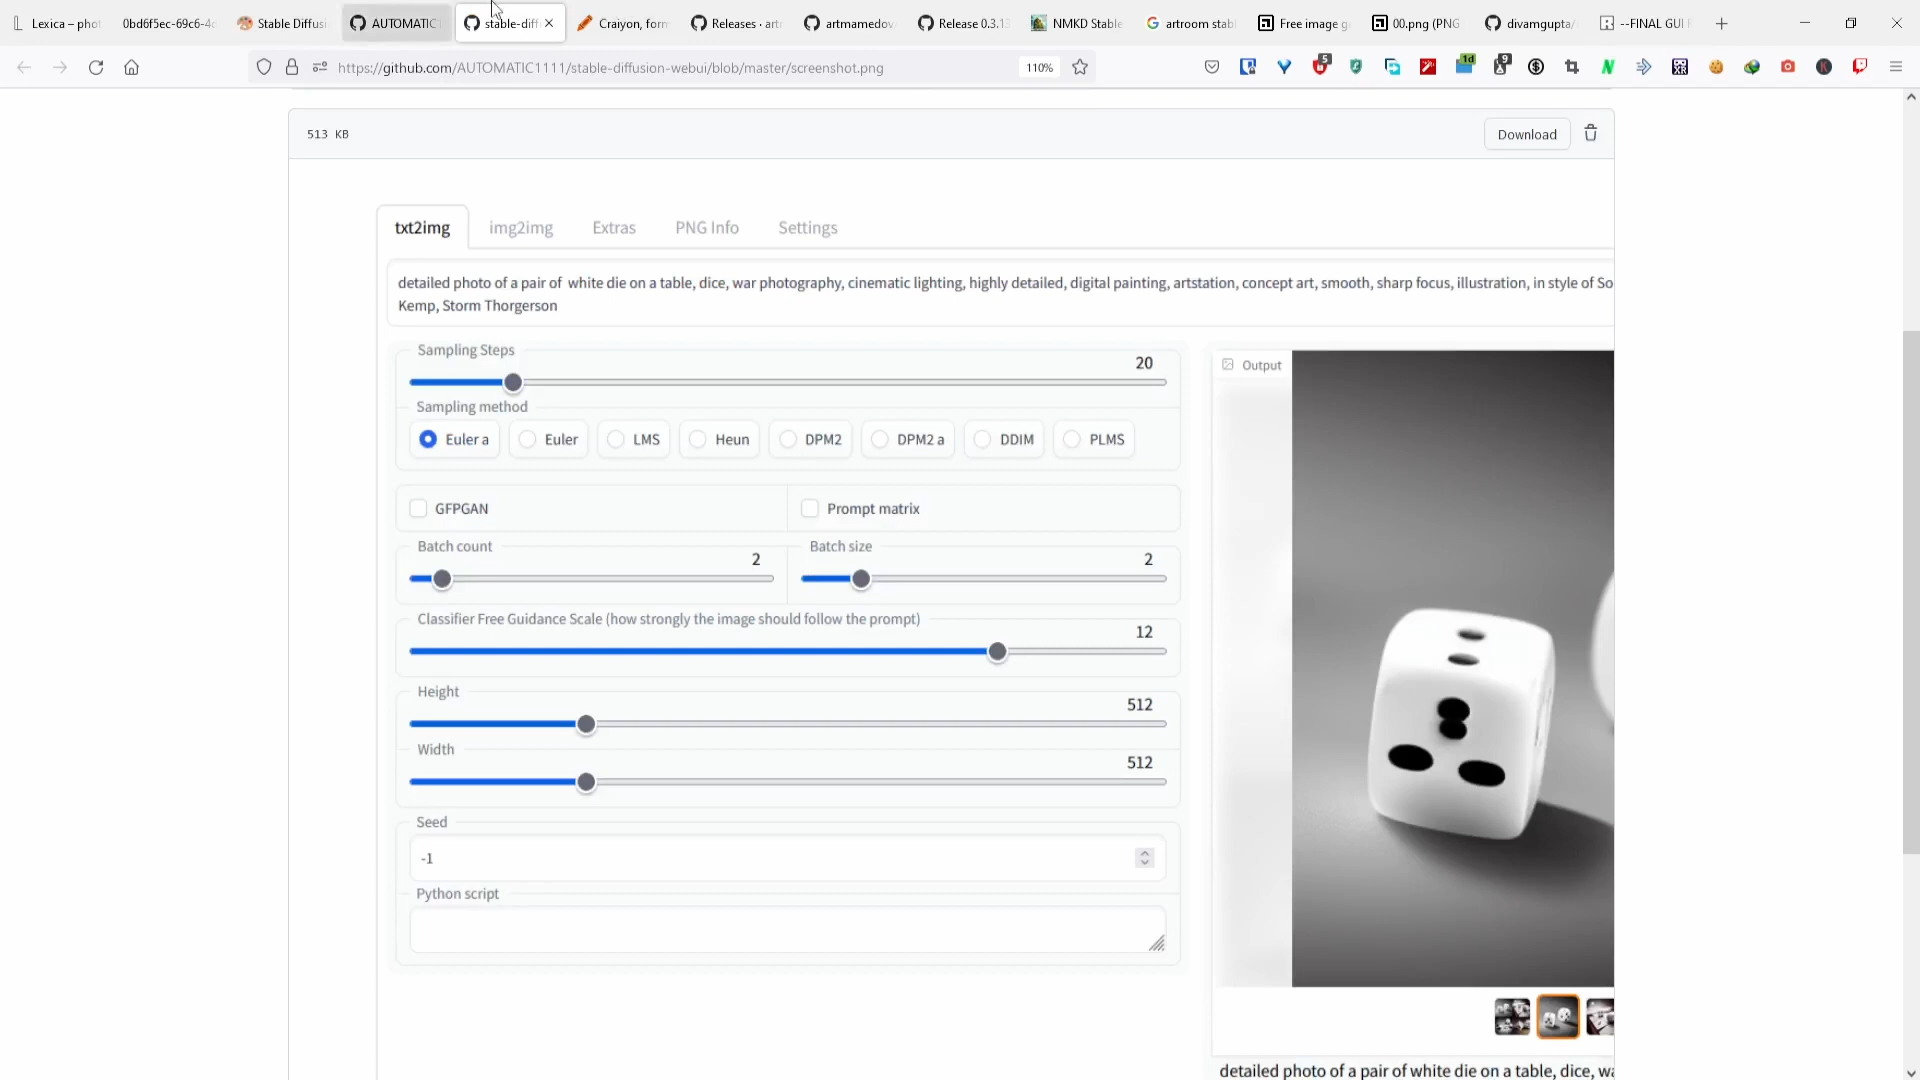 Lexica – phot
0bd6f5ec-69c6-4c
Stable Diffusi
AUTOMATIC
stable-diff
Craiyon, form
Releases · art
artmamedov
Release 0.3.1
NMKD Stable
artroom stabl
Free image g
00.png (PNG
divamgupta/
--FINAL GUI
https://github.com/AUTOMATIC1111/stable-diffusion-webui/blob/master/screenshot.png
110%
5
1d
9
513 KB
Download
txt2img
img2img
Extras
PNG Info
Settings
detailed photo of a pair of white die on a table, dice, war photography, cinematic lighting, highly detailed, digital painting, artstation, concept art, smooth, sharp focus, illustration, in style of So
Kemp, Storm Thorgerson
Sampling Steps
20
Sampling method
Euler a
Euler
LMS
Heun
DPM2
DPM2 a
DDIM
PLMS
GFPGAN
Prompt matrix
Batch count
2
Batch size
2
Classifier Free Guidance Scale (how strongly the image should follow the prompt)
12
Height
512
Width
512
Seed
-1
Python script
Output
detailed photo of a pair of white die on a table, dice, wa